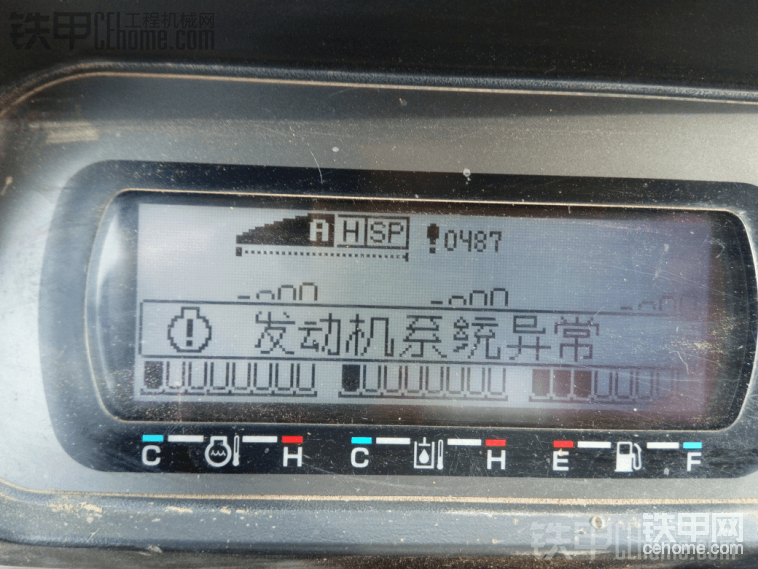 铁甲工程机械网
CEhome.com
A H SP !0487
! 发动机系统异常
C H C H E F
铁甲网
cehome.com